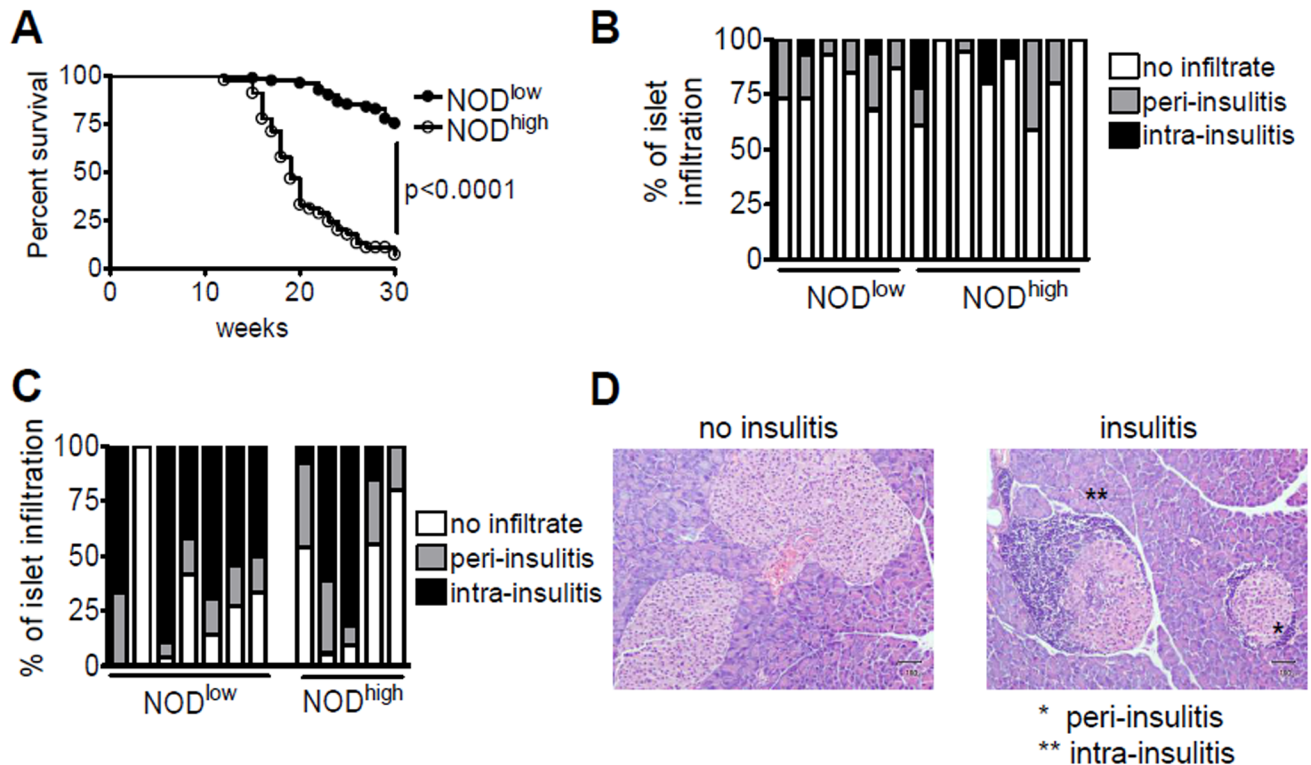 A
Percent survival
100
75
50
25
0
0 10 20 30
weeks
NODlow
NODhigh
p<0.0001
B
% of islet
infiltration
100
75
50
25
0
NODlow NODhigh
no infiltrate
peri-insulitis
intra-insulitis
C
% of islet infiltration
100
75
50
25
0
NODlow NODhigh
no infiltrate
peri-insulitis
intra-insulitis
D
no insulitis insulitis
**
*
* peri-insulitis
** intra-insulitis